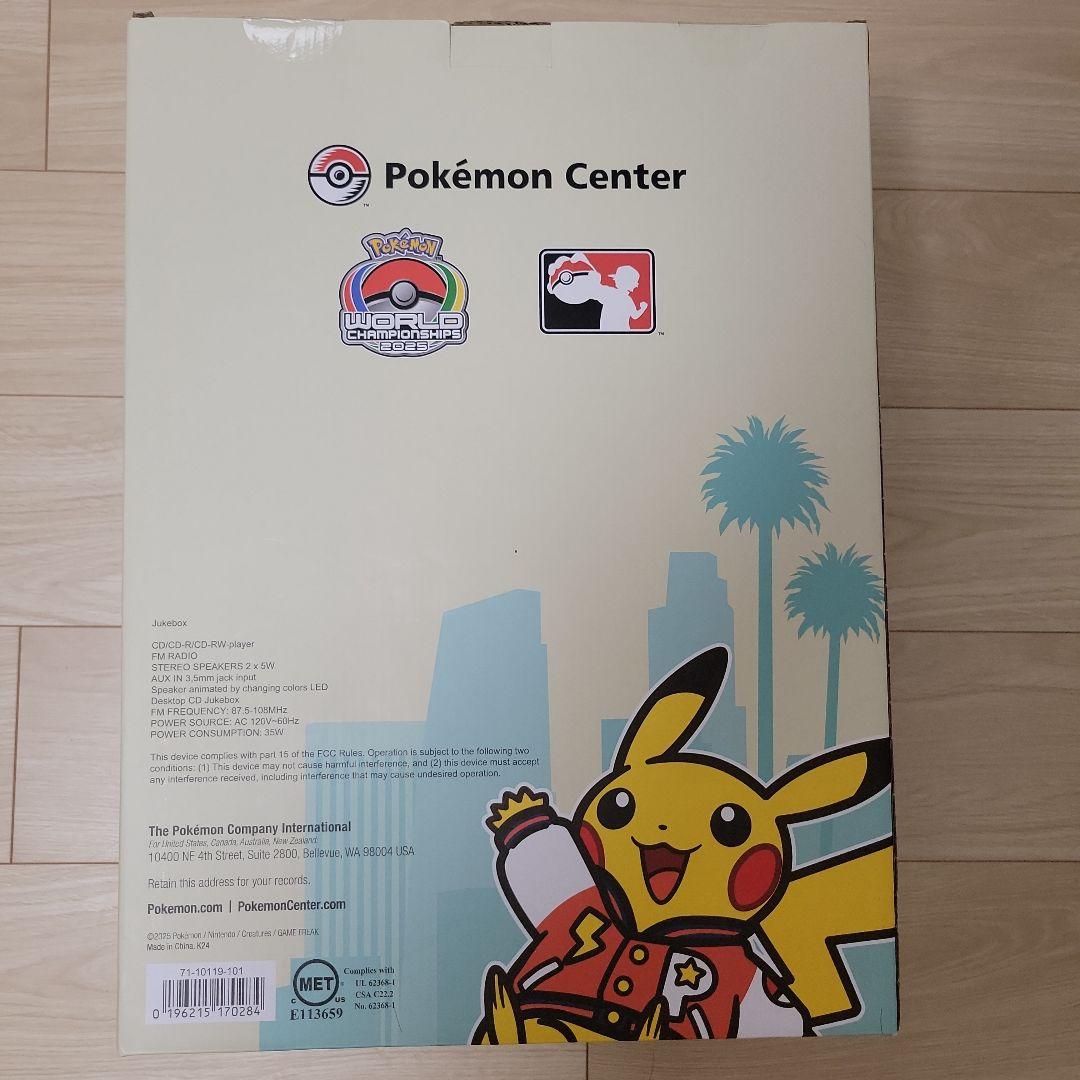 Pokémon Center
TM
POKéMON
WORLD
CHAMPIONSHIPS
2025
TM
Jukebox
CD/CD-R/CD-RW-player
FM RADIO
STEREO SPEAKERS 2 x 5W
AUX IN 3,5mm jack input
Speaker animated by changing colors LED
Desktop CD Jukebox
FM FREQUENCY: 87.5-108MHz
POWER SOURCE: AC 120V~60Hz
POWER CONSUMPTION: 35W
This device complies with part 15 of the FCC Rules. Operation is subject to the following two
conditions: (1) This device may not cause harmful interference, and (2) this device must accept
any interference received, including interference that may cause undesired operation.
The Pokémon Company International
For United States, Canada, Australia, New Zealand:
10400 NE 4th Street, Suite 2800, Bellevue, WA 98004 USA
Retain this address for your records.
Pokemon.com | PokemonCenter.com
©2025 Pokémon / Nintendo / Creatures / GAME FREAK
Made in China. K24
71-10119-101
0 196215 170284
MET
C US
E113659
Complies with
UL 62368-1
CSA C22.2
No. 62368-1
P